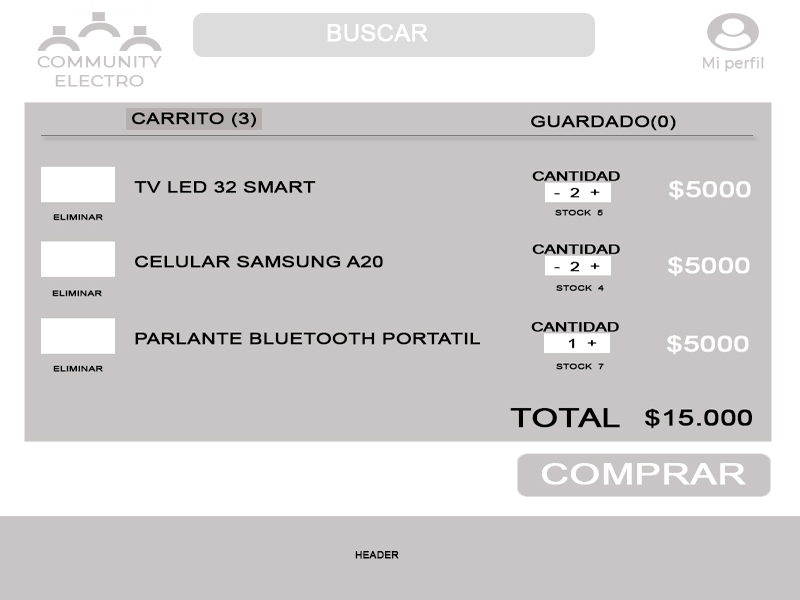 COMMUNITY
ELECTRO
BUSCAR
Mi perfil
CARRITO (3)
GUARDADO(0)
TV LED 32 SMART
CANTIDAD
- 2 +
STOCK 5
$5000
ELIMINAR
CELULAR SAMSUNG A20
CANTIDAD
- 2 +
STOCK 4
$5000
ELIMINAR
PARLANTE BLUETOOTH PORTATIL
CANTIDAD
1 +
STOCK 7
$5000
ELIMINAR
TOTAL $15.000
COMPRAR
HEADER